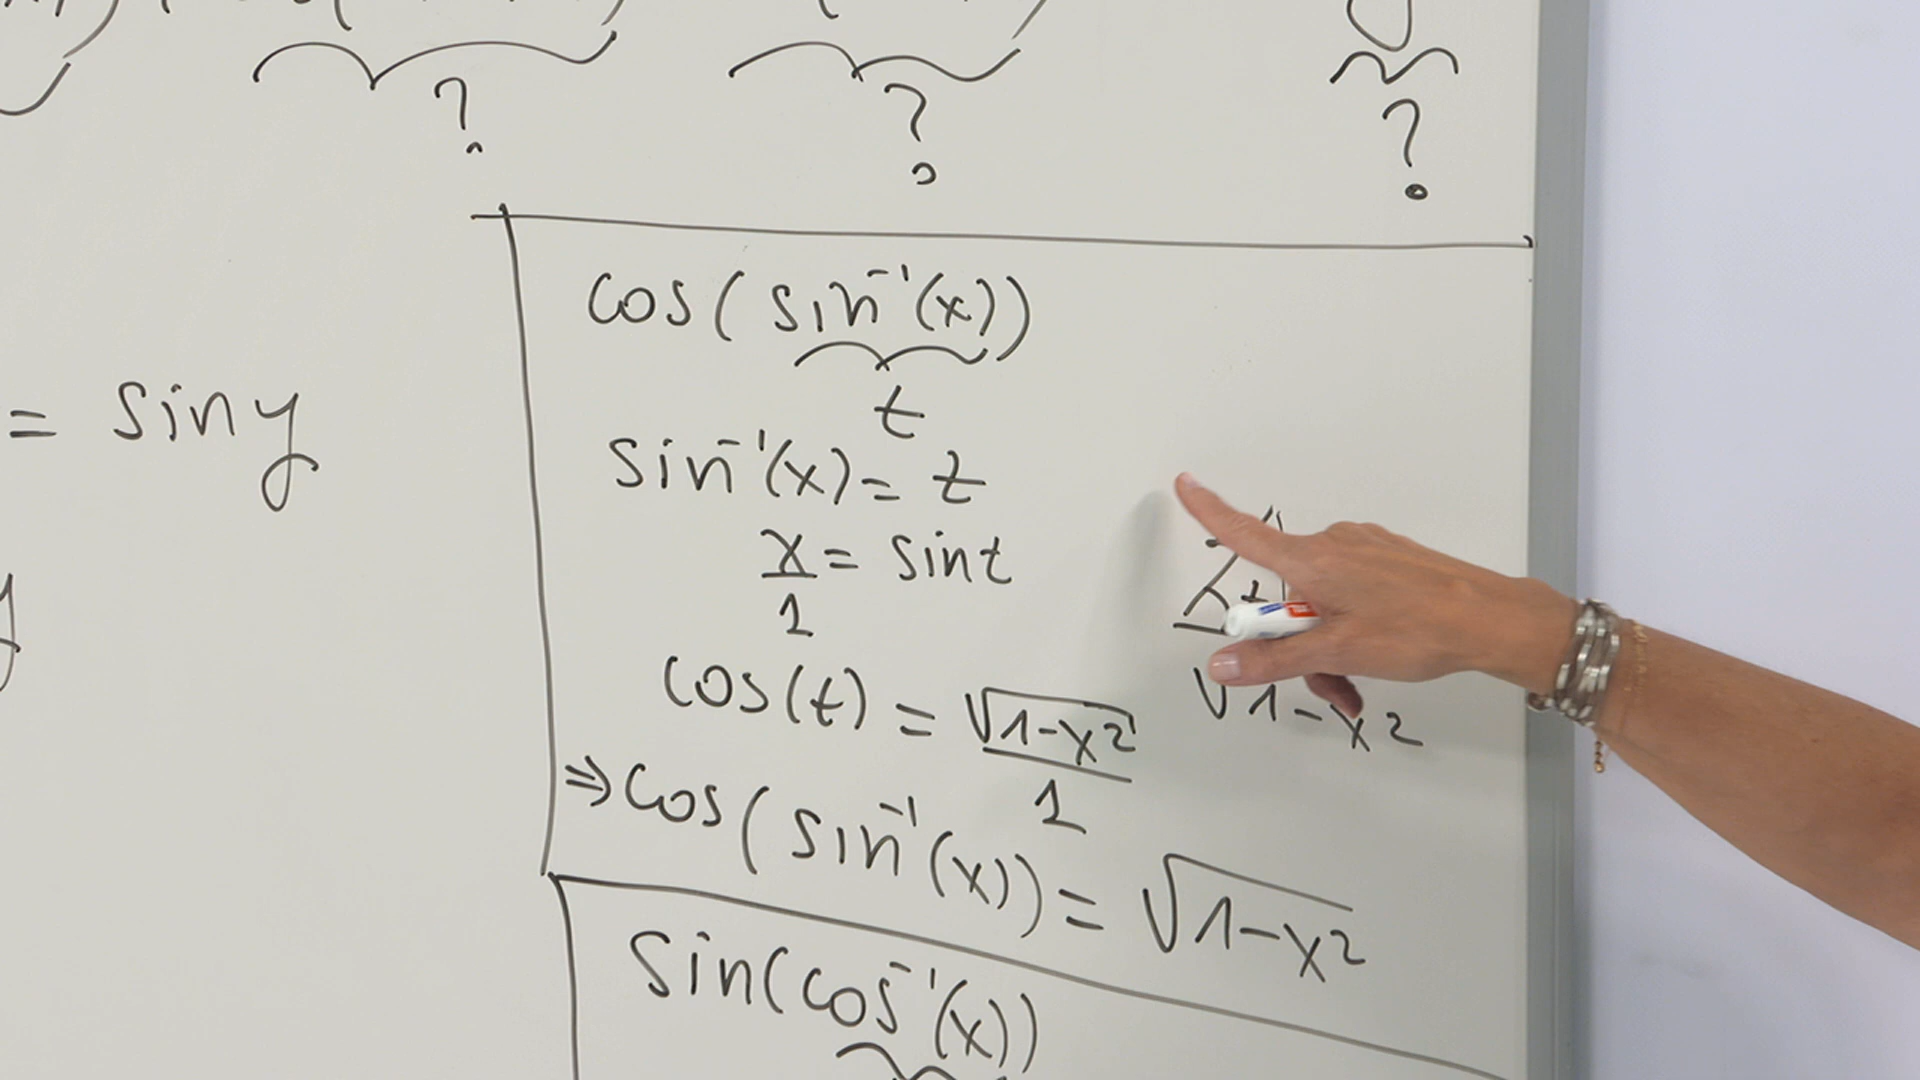 ? ? ?
= sin y
cos(sin⁻¹(x))
t
sin⁻¹(x) = t
x/1 = sin t
cos(t) = √1-x² / 1
√1-x²
⇒ cos(sin⁻¹(x)) = √1-x²
sin(cos⁻¹(x))